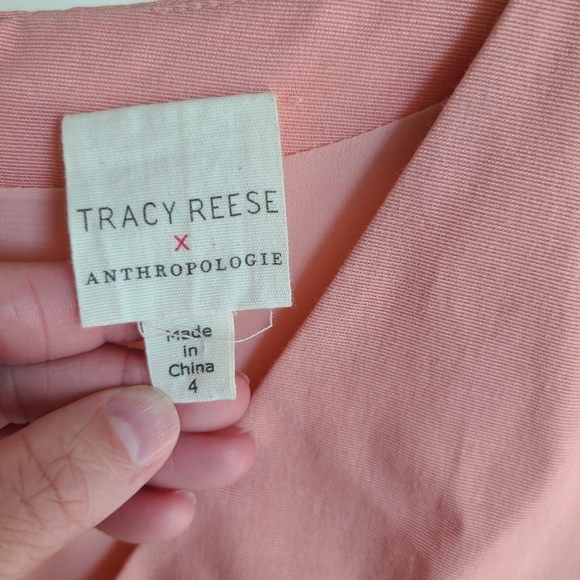 TRACY REESE
x
ANTHROPOLOGIE
Made
in
China
4